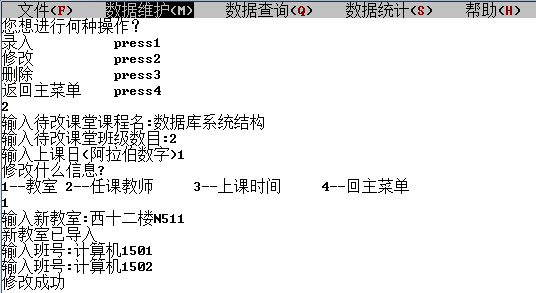 文件(F) 数据维护(M) 数据查询(Q) 数据统计(S) 帮助(H)
您想进行何种操作？
录入 press1
修改 press2
删除 press3
返回主菜单 press4
2
输入待改课堂课程名:数据库系统结构
输入待改课堂班级数目:2
输入上课日(阿拉伯数字)1
修改什么信息?
1--教室 2--任课教师 3--上课时间 4--回主菜单
1
输入新教室:西十二楼N511
新教室已导入
输入班号:计算机1501
输入班号:计算机1502
修改成功